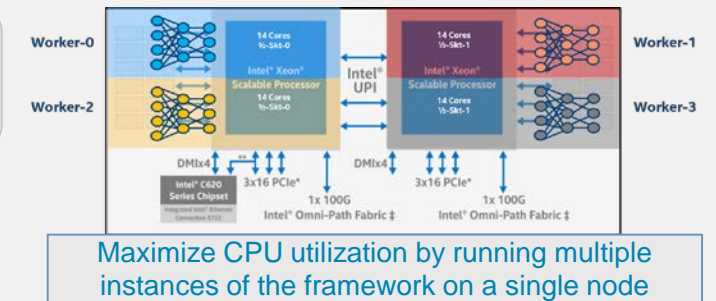 Worker-0
14 Cores
½-Skt-0
Intel® Xeon®
Scalable Processor
14 Cores
½-Skt-0
Worker-2
Intel®
UPI
14 Cores
½-Skt-1
Intel® Xeon®
Scalable Processor
14 Cores
½-Skt-1
Worker-1
Worker-3
DMIx4
**
3x16 PCIe*
DMIx4
3x16 PCIe*
Intel® C620
Series Chipset
Integrated Intel® Ethernet
1x 100G
Intel® Omni-Path Fabric ‡
1x 100G
Intel® Omni-Path Fabric ‡
Maximize CPU utilization by running multiple
instances of the framework on a single node